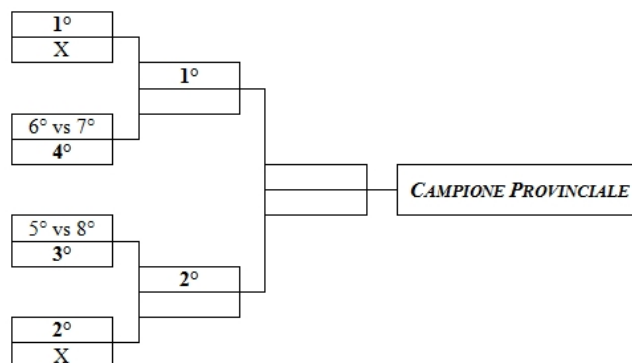 1°
X
1°
6° vs 7°
4°
CAMPIONE PROVINCIALE
5° vs 8°
3°
2°
2°
X